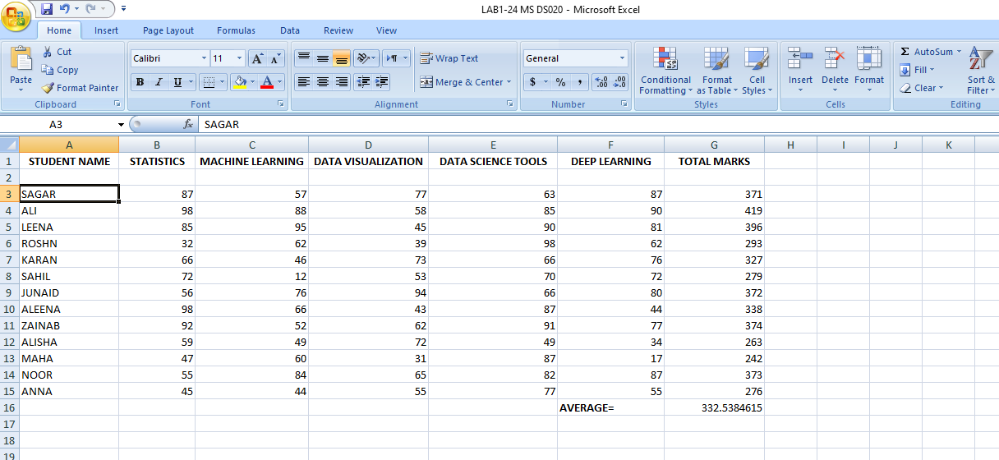 LAB1-24 MS DS020 - Microsoft Excel
Home Insert Page Layout Formulas Data Review View
Paste Cut Copy Format Painter Clipboard
Calibri 11 A A B I U A Font
Wrap Text Merge & Center Alignment
General $ % , .00 .00 .0 Number
Conditional Formatting Format as Table Cell Styles Styles
Insert Delete Format Cells
Σ AutoSum Fill Clear Sort & Filter Editing
A3 fx SAGAR
A B C D E F G H I J K
1 STUDENT NAME STATISTICS MACHINE LEARNING DATA VISUALIZATION DATA SCIENCE TOOLS DEEP LEARNING TOTAL MARKS
2
3 SAGAR 87 57 77 63 87 371
4 ALI 98 88 58 85 90 419
5 LEENA 85 95 45 90 81 396
6 ROSHN 32 62 39 98 62 293
7 KARAN 66 46 73 66 76 327
8 SAHIL 72 12 53 70 72 279
9 JUNAID 56 76 94 66 80 372
10 ALEENA 98 66 43 87 44 338
11 ZAINAB 92 52 62 91 77 374
12 ALISHA 59 49 72 49 34 263
13 MAHA 47 60 31 87 17 242
14 NOOR 55 84 65 82 87 373
15 ANNA 45 44 55 77 55 276
16 AVERAGE= 332.5384615
17
18
19